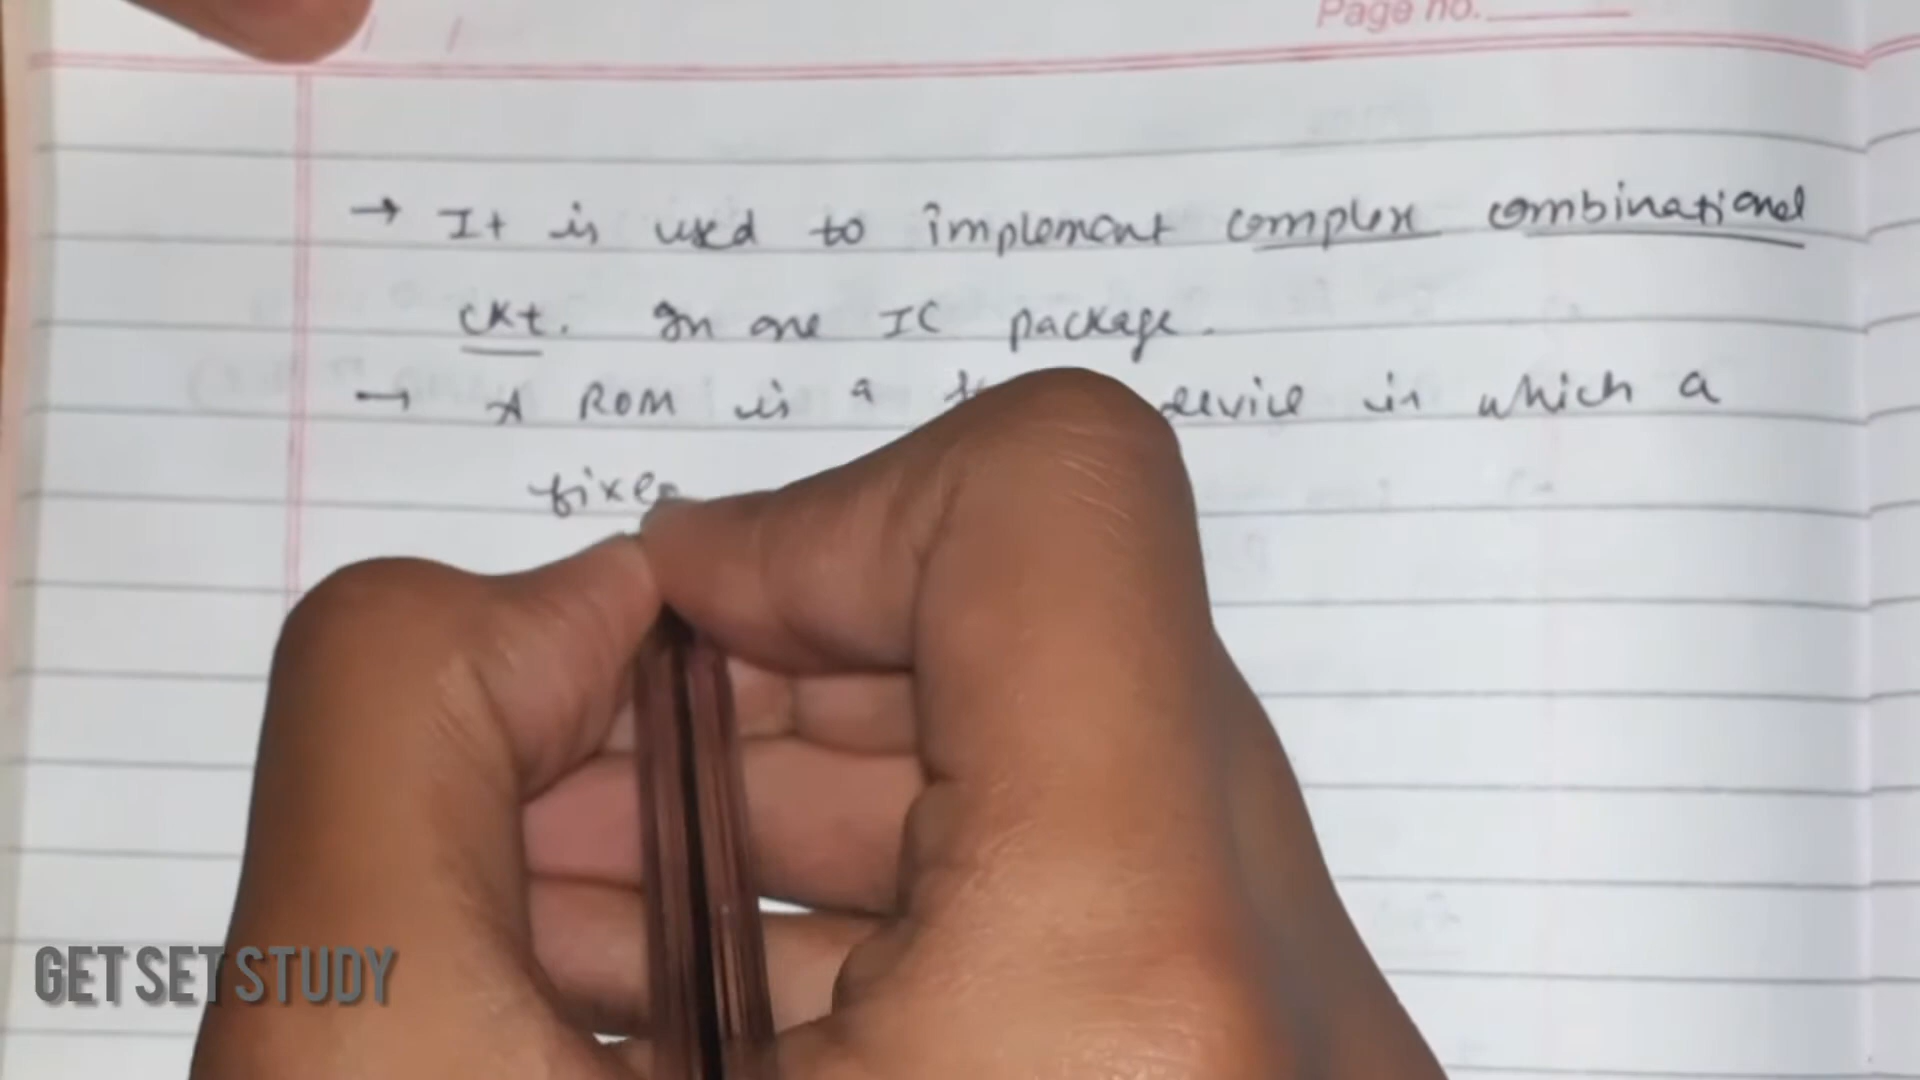 Page no.
→ It is used to implement complex combinational
ckt. In one IC package.
→ A ROM is a device in which a
fixe
GET SET STUDY